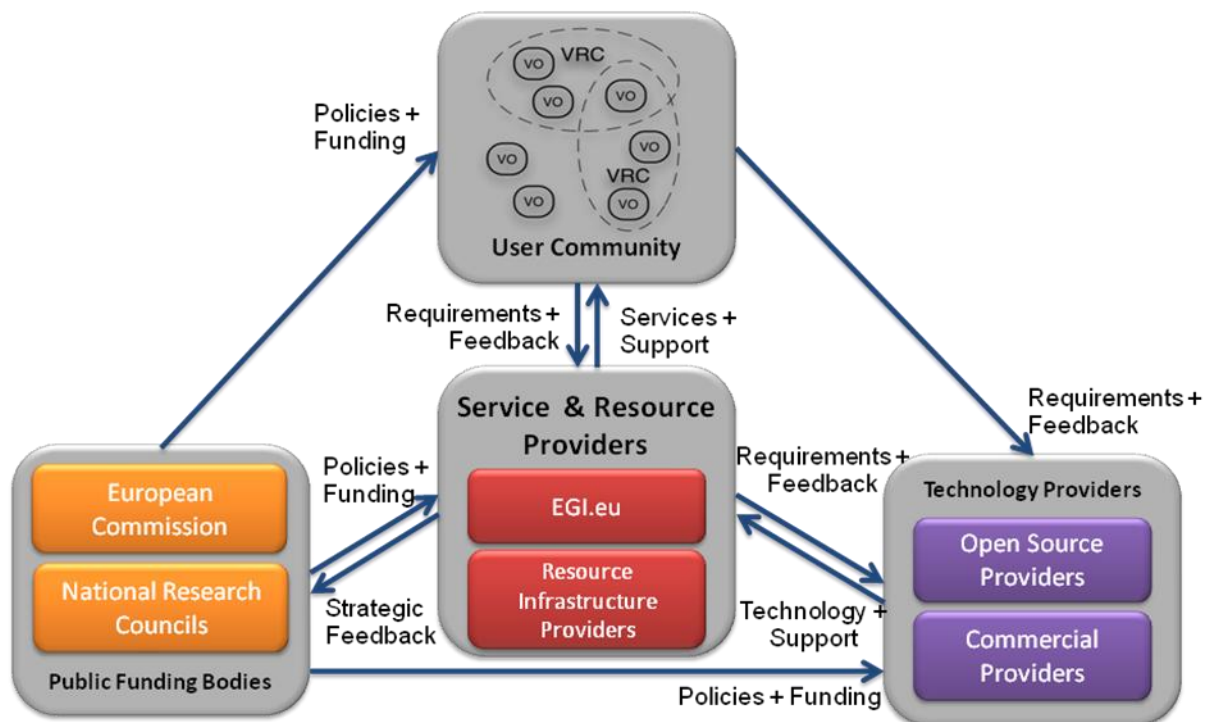 VO
VRC
VO
VO
Policies +
Funding
VO
VO
VRC
VO
VO
User Community
Requirements +
Feedback
Services +
Support
Service & Resource
Providers
Requirements +
Feedback
European
Commission
National Research
Councils
Public Funding Bodies
Policies +
Funding
Strategic
Feedback
EGI.eu
Resource
Infrastructure
Providers
Requirements +
Feedback
Technology +
Support
Technology Providers
Open Source
Providers
Commercial
Providers
Policies + Funding